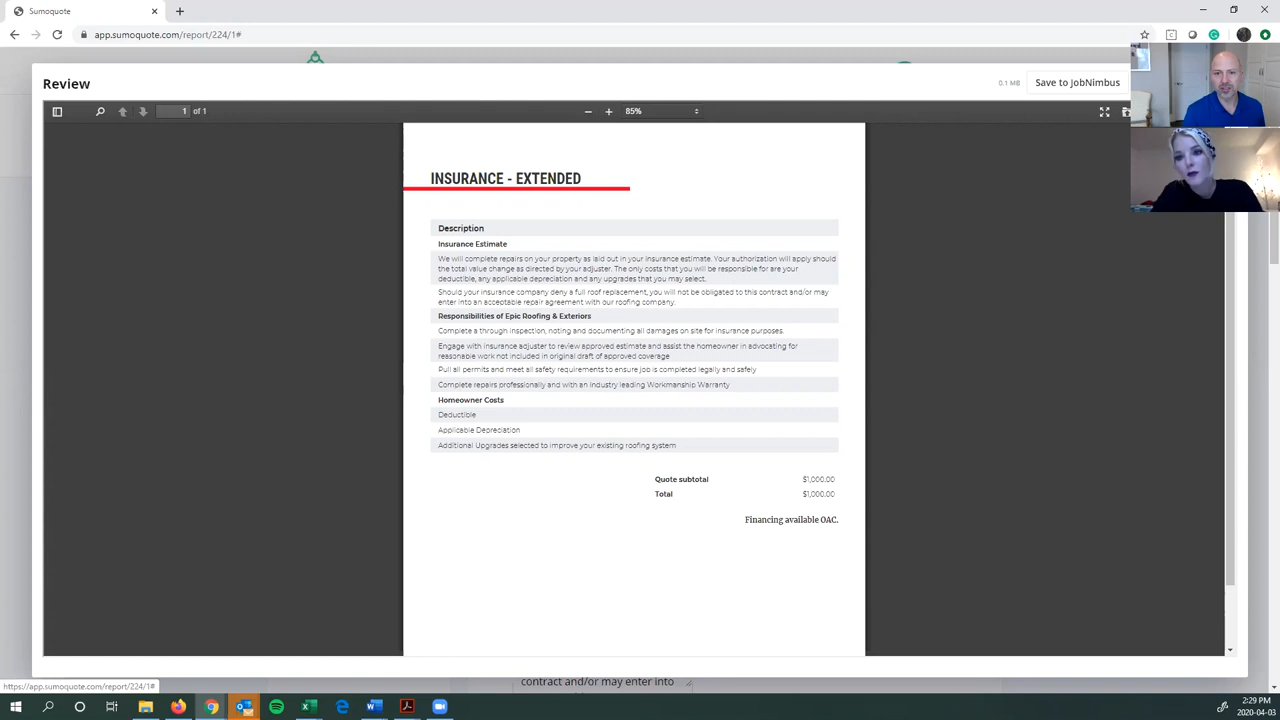 Sumoquote
app.sumoquote.com/report/224/1#
Review
0.1 MB
Save to JobNimbus
1 of 1
85%
INSURANCE - EXTENDED
Description
Insurance Estimate
We will complete repairs on your property as laid out in your insurance estimate. Your authorization will apply should
the total value change as directed by your adjuster. The only costs that you will be responsible for are your
deductible, any applicable depreciation and any upgrades that you may select.
Should your insurance company deny a full roof replacement, you will not be obligated to this contract and/or may
enter into an acceptable repair agreement with our roofing company.
Responsibilities of Epic Roofing & Exteriors
Complete a through inspection, noting and documenting all damages on site for insurance purposes.
Engage with insurance adjuster to review approved estimate and assist the homeowner in advocating for
reasonable work not included in original draft of approved coverage
Pull all permits and meet all safety requirements to ensure job is completed legally and safely
Complete repairs professionally and with an industry leading Workmanship Warranty
Homeowner Costs
Deductible
Applicable Depreciation
Additional Upgrades selected to improve your existing roofing system
Quote subtotal $1,000.00
Total $1,000.00
Financing available OAC.
contract and/or may enter into
https://app.sumoquote.com/report/224/1#
2:29 PM
2020-04-03